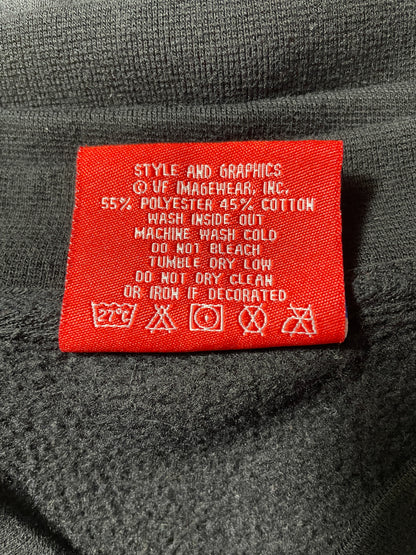 STYLE AND GRAPHICS
© VF IMAGEWEAR, INC.
55% POLYESTER 45% COTTON
WASH INSIDE OUT
MACHINE WASH COLD
DO NOT BLEACH
TUMBLE DRY LOW
DO NOT DRY CLEAN
OR IRON IF DECORATED
27°C